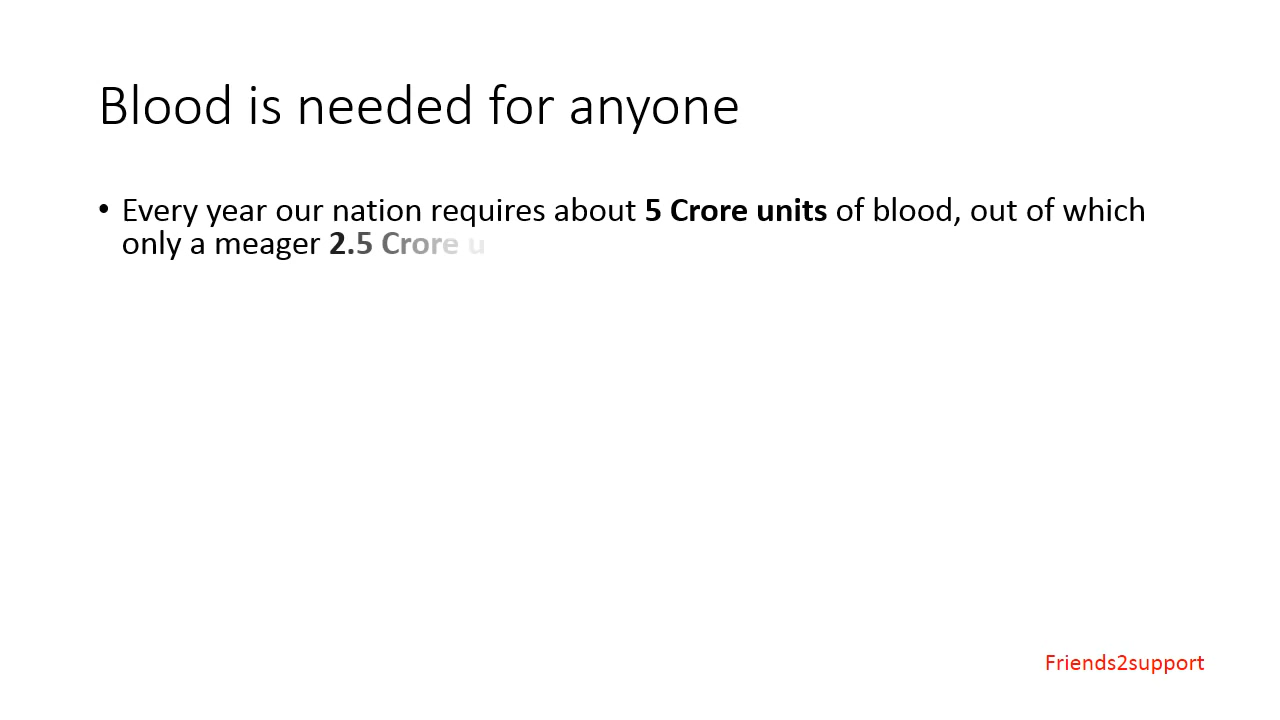 Blood is needed for anyone
• Every year our nation requires about 5 Crore units of blood, out of which
only a meager 2.5 Crore u
Friends2support